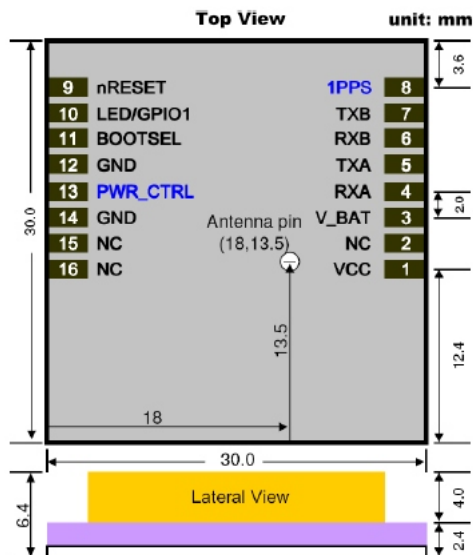 Top View unit: mm
3.6
9 nRESET 1PPS 8
10 LED/GPIO1 TXB 7
11 BOOTSEL RXB 6
12 GND TXA 5
13 PWR_CTRL RXA 4
2.0
14 GND V_BAT 3
Antenna pin
15 NC NC 2
(18,13.5)
16 NC VCC 1
30.0
13.5
12.4
18
30.0
Lateral View
6.4
4.0
2.4